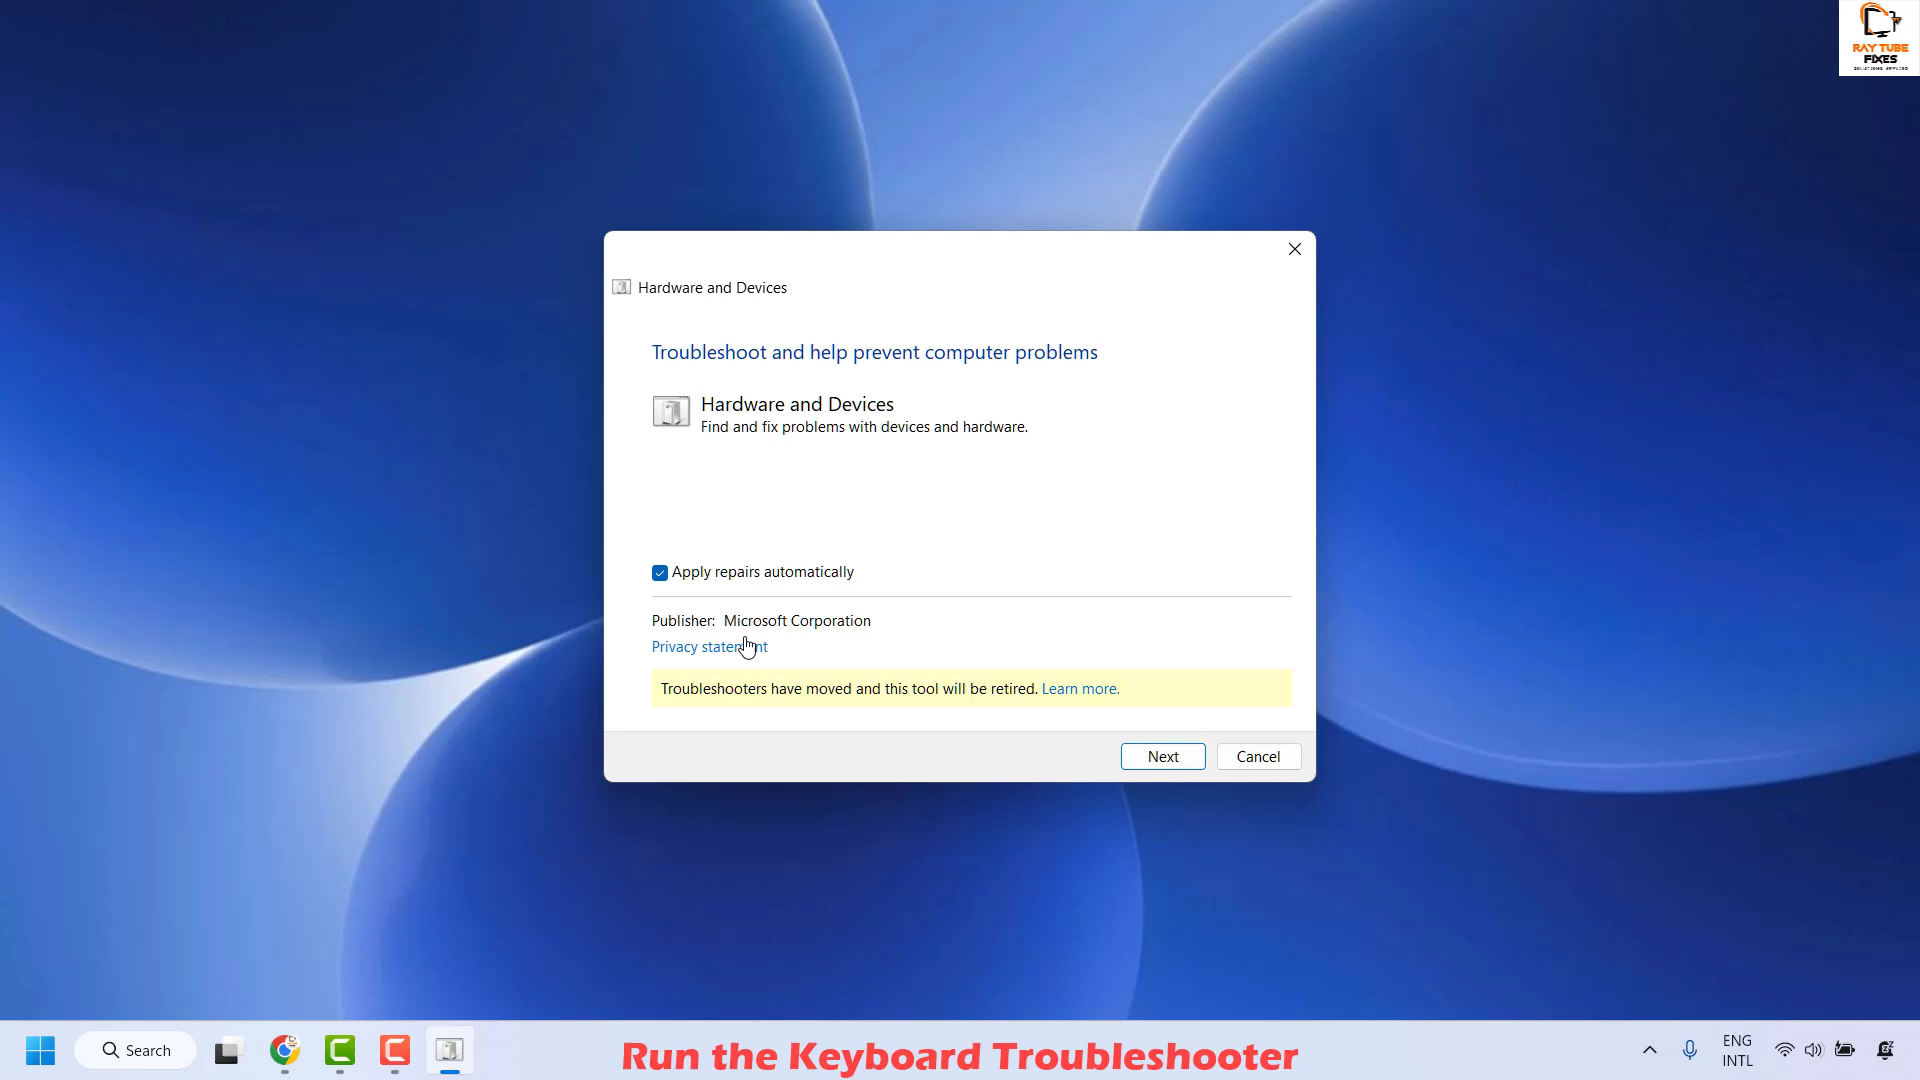 RAY TUBE
FIXES
SOLUTIONS APPLIED
Hardware and Devices
Troubleshoot and help prevent computer problems
Hardware and Devices
Find and fix problems with devices and hardware.
Apply repairs automatically
Publisher: Microsoft Corporation
Privacy statement
Troubleshooters have moved and this tool will be retired. Learn more.
Next Cancel
Search
Run the Keyboard Troubleshooter
ENG
INTL